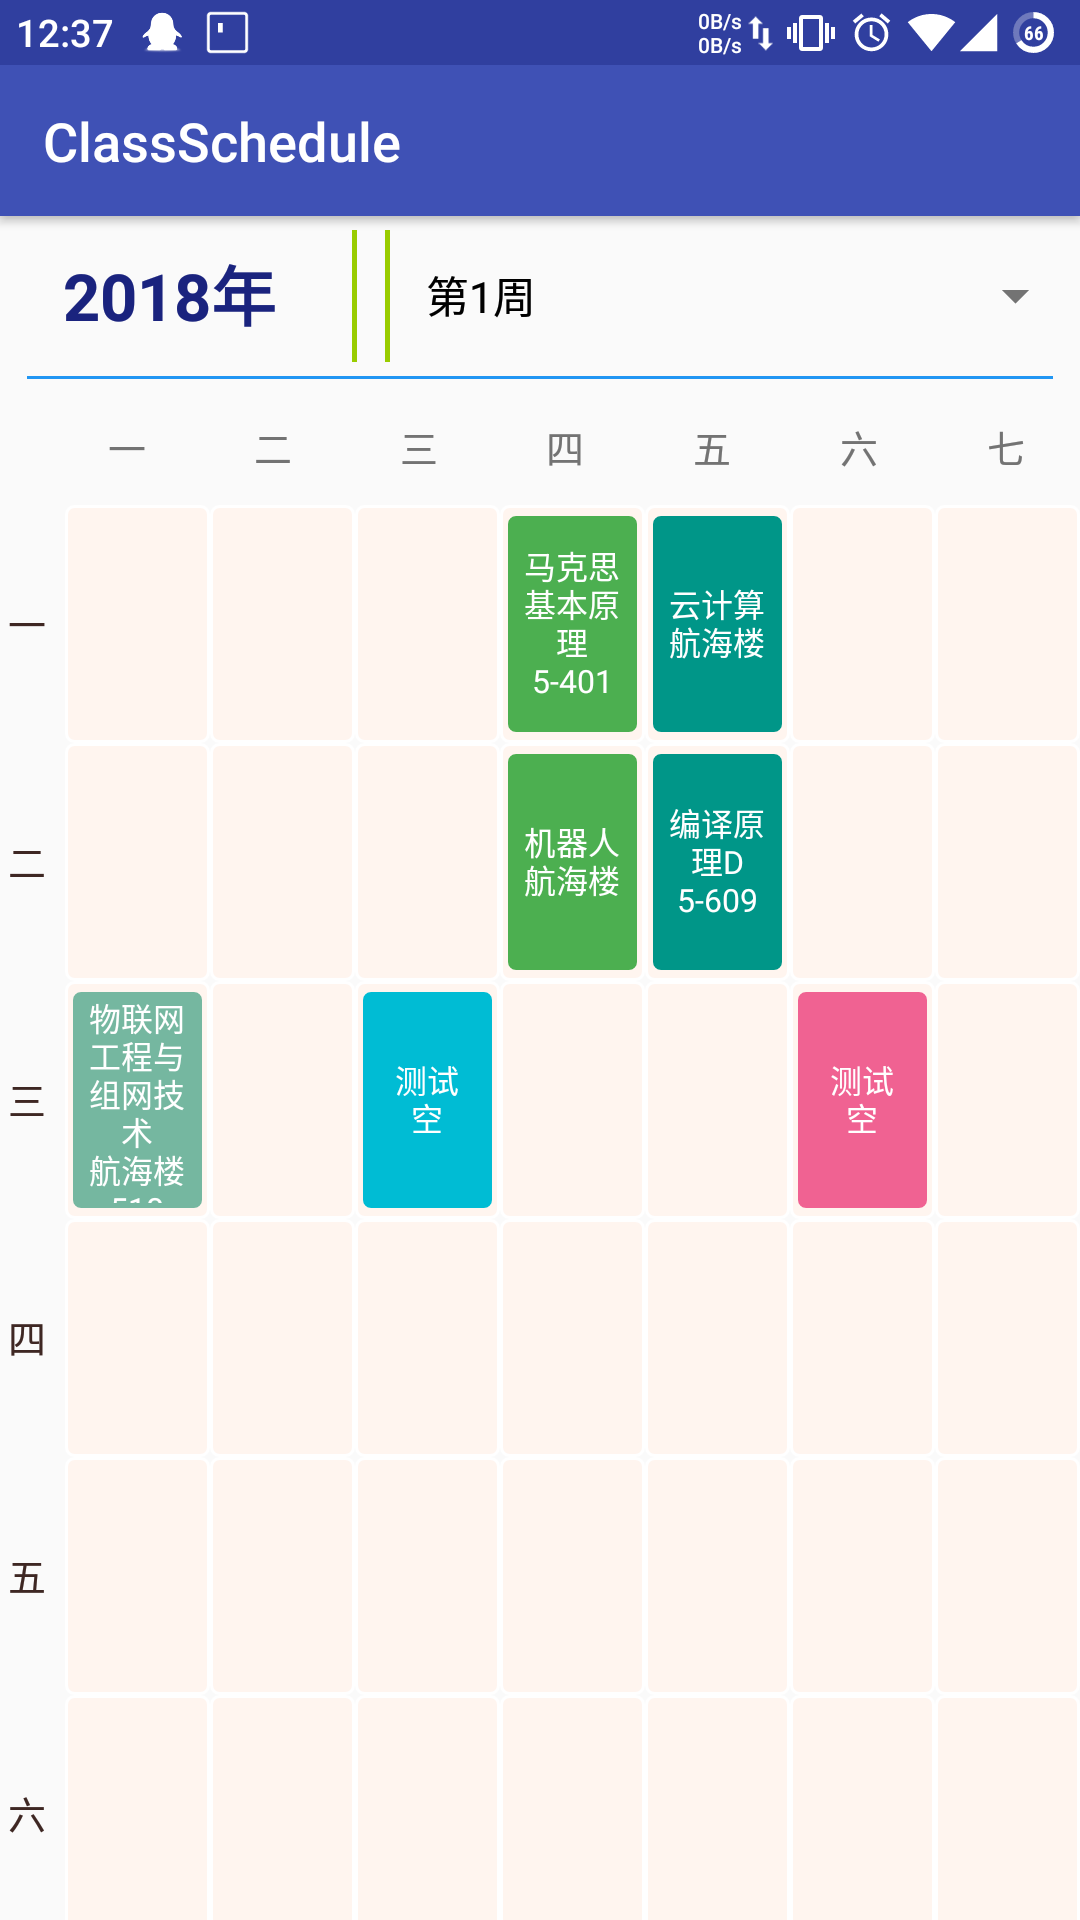 12:37
0B/s
0B/s
66
ClassSchedule
2018年
第1周
一 二 三 四 五 六 七
一
马克思
基本原
理
5-401
云计算
航海楼
二
机器人
航海楼
编译原
理D
5-609
三
物联网
工程与
组网技
术
航海楼
测试
空
测试
空
四
五
六